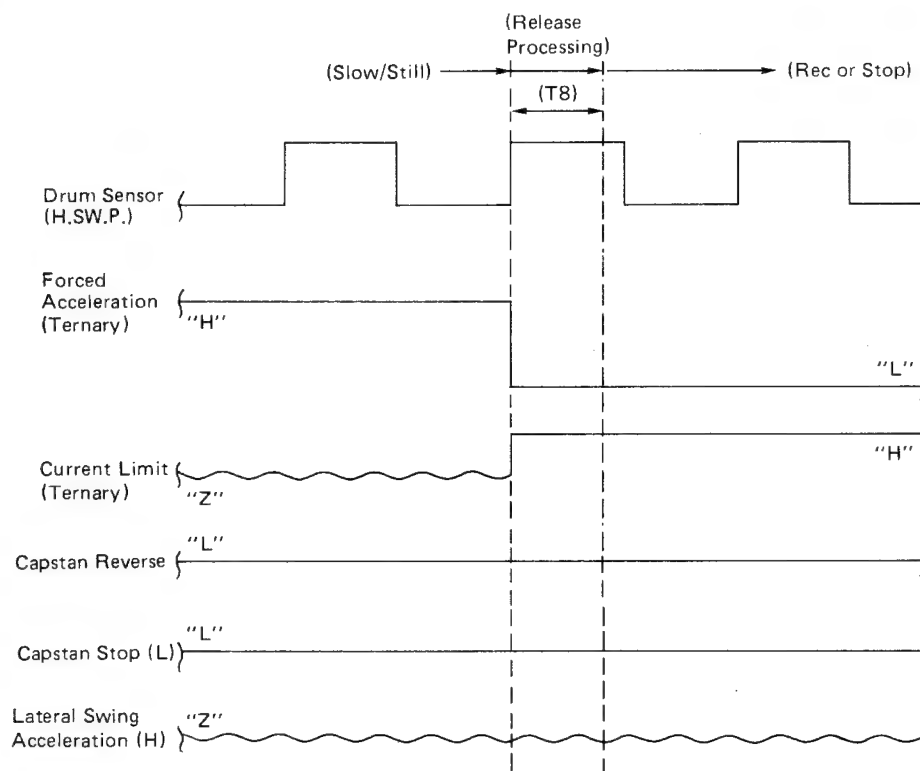 (Release
Processing)
(Slow/Still)
(Rec or Stop)
(T8)
Drum Sensor
(H.SW.P.)
Forced
Acceleration
(Ternary)
"H"
"L"
"H"
Current Limit
(Ternary)
"Z"
"L"
Capstan Reverse
"L"
Capstan Stop (L)
Lateral Swing
Acceleration (H)
"Z"